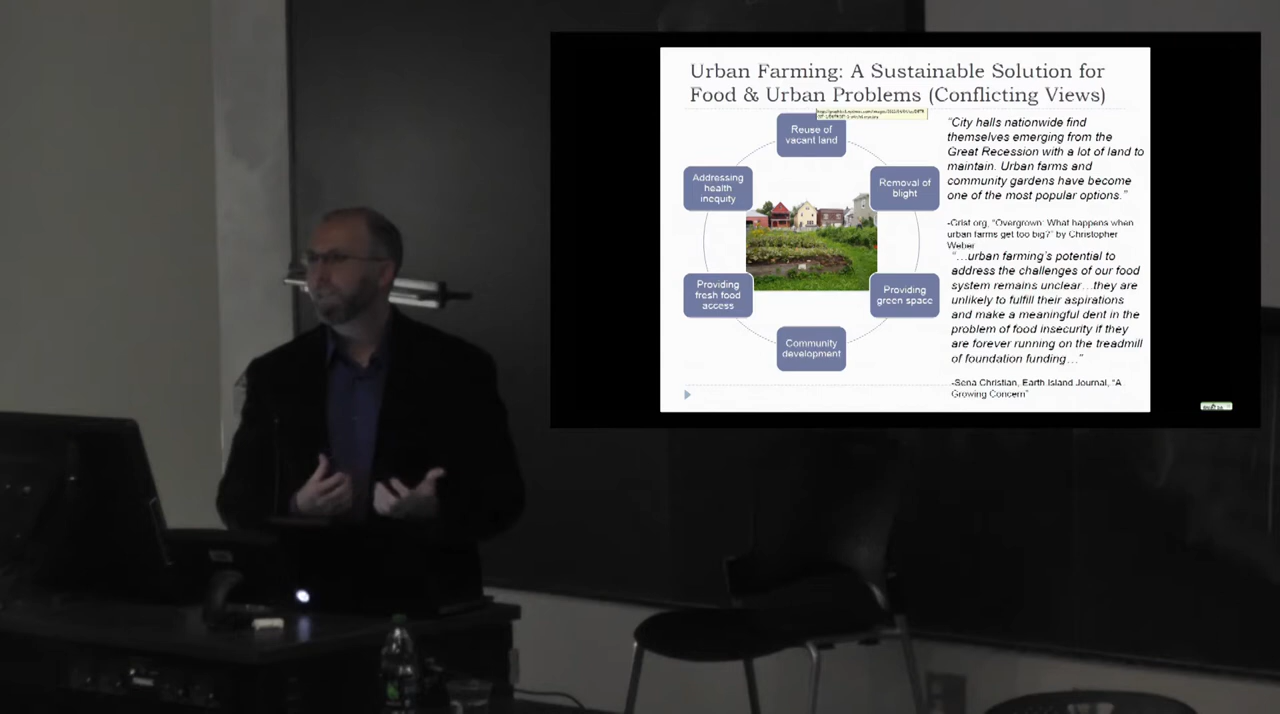 Urban Farming: A Sustainable Solution for
Food & Urban Problems (Conflicting Views)
Reuse of
vacant land
Addressing
health
inequity
Removal of
blight
Providing
fresh food
access
Providing
green space
Community
development
"City halls nationwide find
themselves emerging from the
Great Recession with a lot of land to
maintain. Urban farms and
community gardens have become
one of the most popular options."
-Grist org, "Overgrown: What happens when
urban farms get too big?" by Christopher
Weber
"…urban farming's potential to
address the challenges of our food
system remains unclear…they are
unlikely to fulfill their aspirations
and make a meaningful dent in the
problem of food insecurity if they
are forever running on the treadmill
of foundation funding…"
-Sena Christian, Earth Island Journal, "A
Growing Concern"